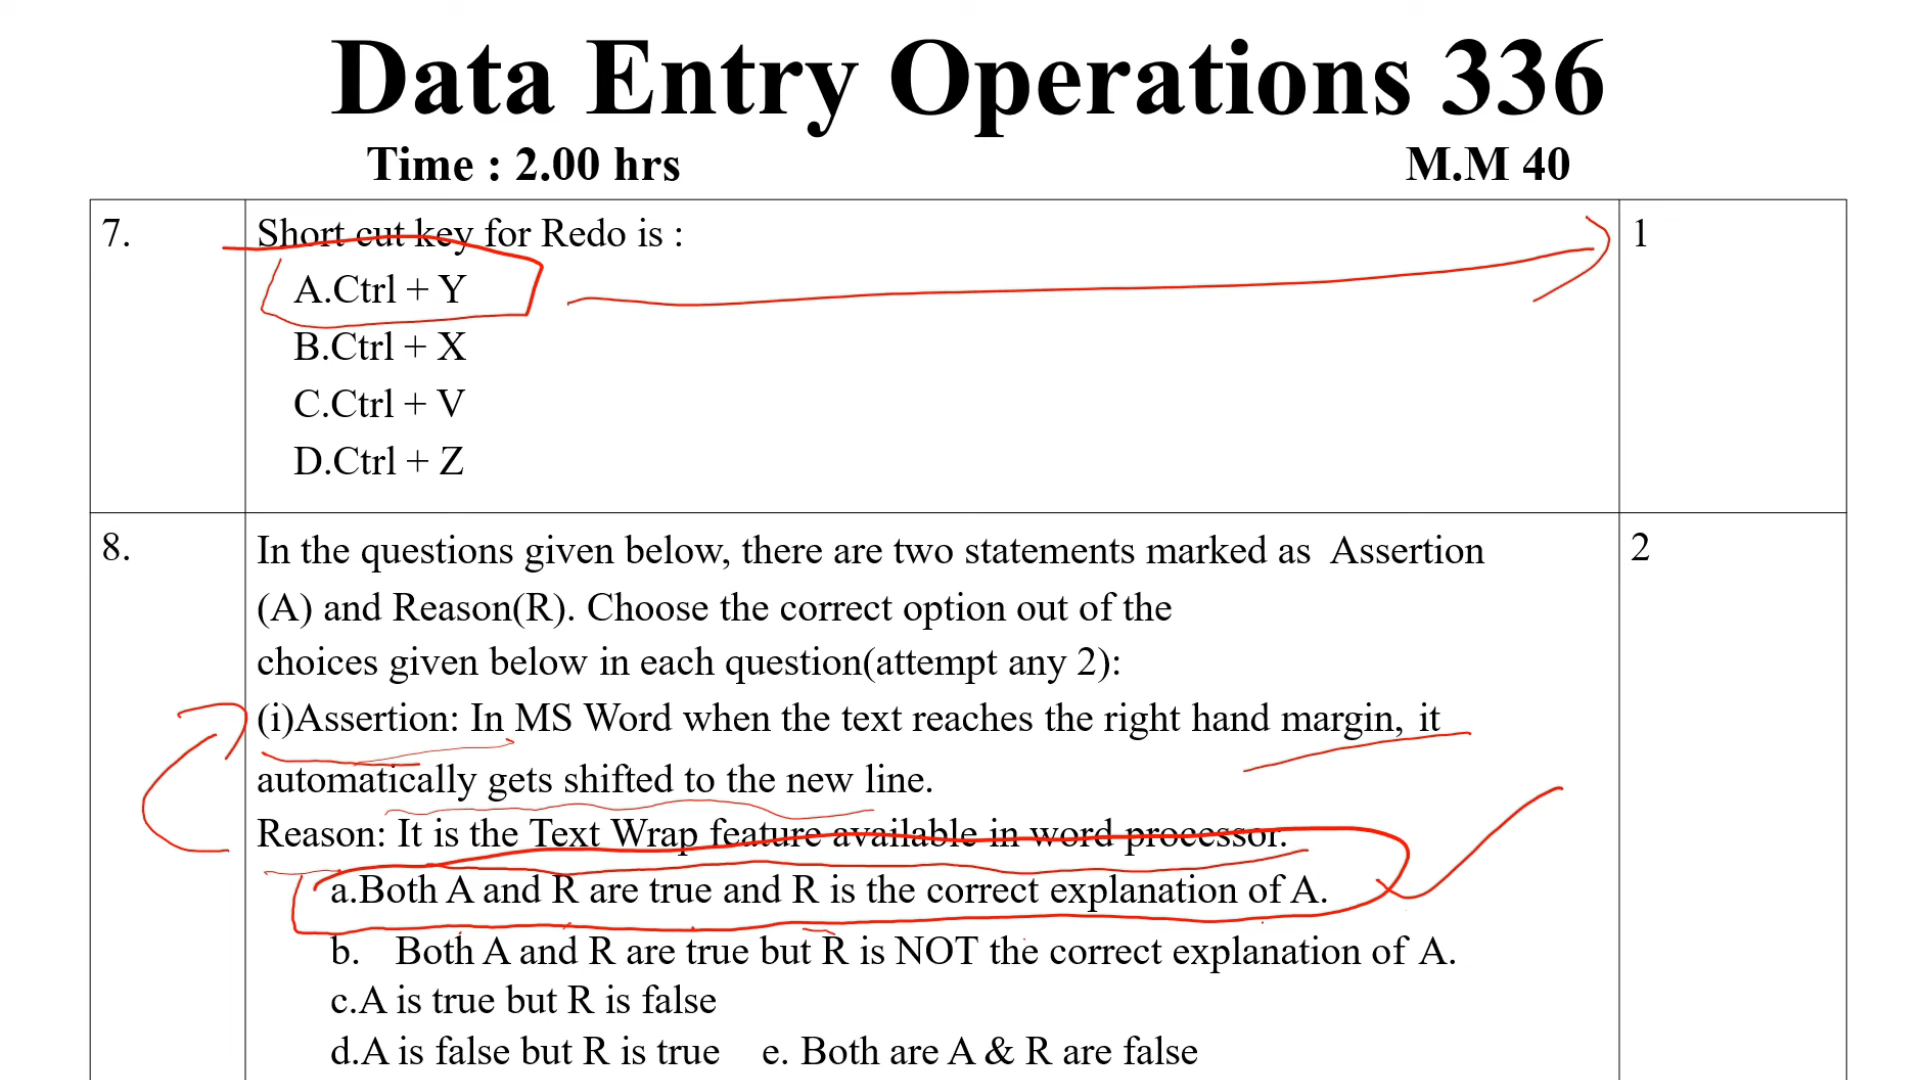 Data Entry Operations 336
Time : 2.00 hrs M.M 40
7. Short cut key for Redo is : 1
A.Ctrl + Y
B.Ctrl + X
C.Ctrl + V
D.Ctrl + Z
8. In the questions given below, there are two statements marked as Assertion 2
(A) and Reason(R). Choose the correct option out of the
choices given below in each question(attempt any 2):
(i)Assertion: In MS Word when the text reaches the right hand margin, it
automatically gets shifted to the new line.
Reason: It is the Text Wrap feature available in word processor.
a.Both A and R are true and R is the correct explanation of A.
b. Both A and R are true but R is NOT the correct explanation of A.
c.A is true but R is false
d.A is false but R is true e. Both are A & R are false